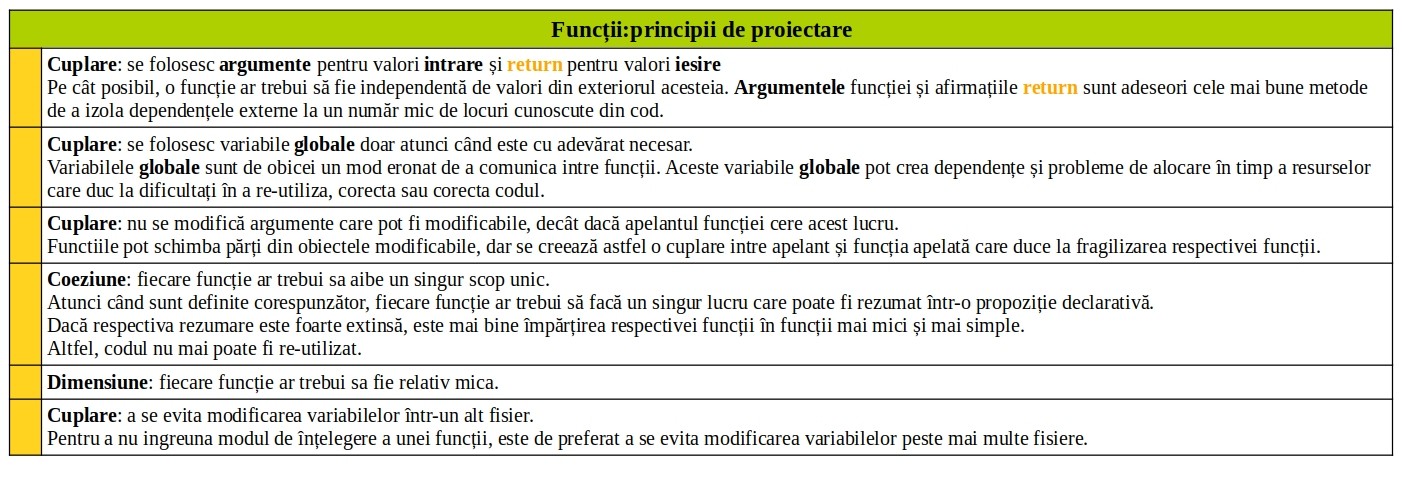 Funcții:principii de proiectare
Cuplare: se folosesc argumente pentru valori intrare și return pentru valori iesire
Pe cât posibil, o funcție ar trebui să fie independentă de valori din exteriorul acesteia. Argumentele funcției și afirmațiile return sunt adeseori cele mai bune metode
de a izola dependențele externe la un număr mic de locuri cunoscute din cod.
Cuplare: se folosesc variabile globale doar atunci când este cu adevărat necesar.
Variabilele globale sunt de obicei un mod eronat de a comunica intre funcții. Aceste variabile globale pot crea dependențe și probleme de alocare în timp a resurselor
care duc la dificultați în a re-utiliza, corecta sau corecta codul.
Cuplare: nu se modifică argumente care pot fi modificabile, decât dacă apelantul funcției cere acest lucru.
Functiile pot schimba părți din obiectele modificabile, dar se creează astfel o cuplare intre apelant și funcția apelată care duce la fragilizarea respectivei funcții.
Coeziune: fiecare funcție ar trebui sa aibe un singur scop unic.
Atunci când sunt definite corespunzător, fiecare funcție ar trebui să facă un singur lucru care poate fi rezumat într-o propoziție declarativă.
Dacă respectiva rezumare este foarte extinsă, este mai bine împărțirea respectivei funcții în funcții mai mici și mai simple.
Altfel, codul nu mai poate fi re-utilizat.
Dimensiune: fiecare funcție ar trebui sa fie relativ mica.
Cuplare: a se evita modificarea variabilelor într-un alt fisier.
Pentru a nu ingreuna modul de înțelegere a unei funcții, este de preferat a se evita modificarea variabilelor peste mai multe fisiere.